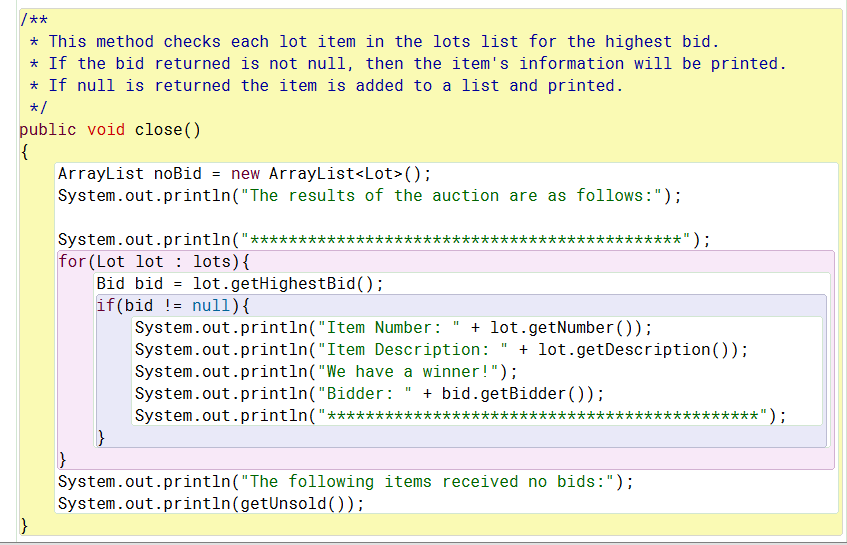 /**
 * This method checks each lot item in the lots list for the highest bid.
 * If the bid returned is not null, then the item's information will be printed.
 * If null is returned the item is added to a list and printed.
 */
public void close()
{
    ArrayList noBid = new ArrayList<Lot>();
    System.out.println("The results of the auction are as follows:");
    System.out.println("*********************************************");
    for(Lot lot : lots){
        Bid bid = lot.getHighestBid();
        if(bid != null){
            System.out.println("Item Number: " + lot.getNumber());
            System.out.println("Item Description: " + lot.getDescription());
            System.out.println("We have a winner!");
            System.out.println("Bidder: " + bid.getBidder());
            System.out.println("*********************************************");
        }
    }
    System.out.println("The following items received no bids:");
    System.out.println(getUnsold());
}